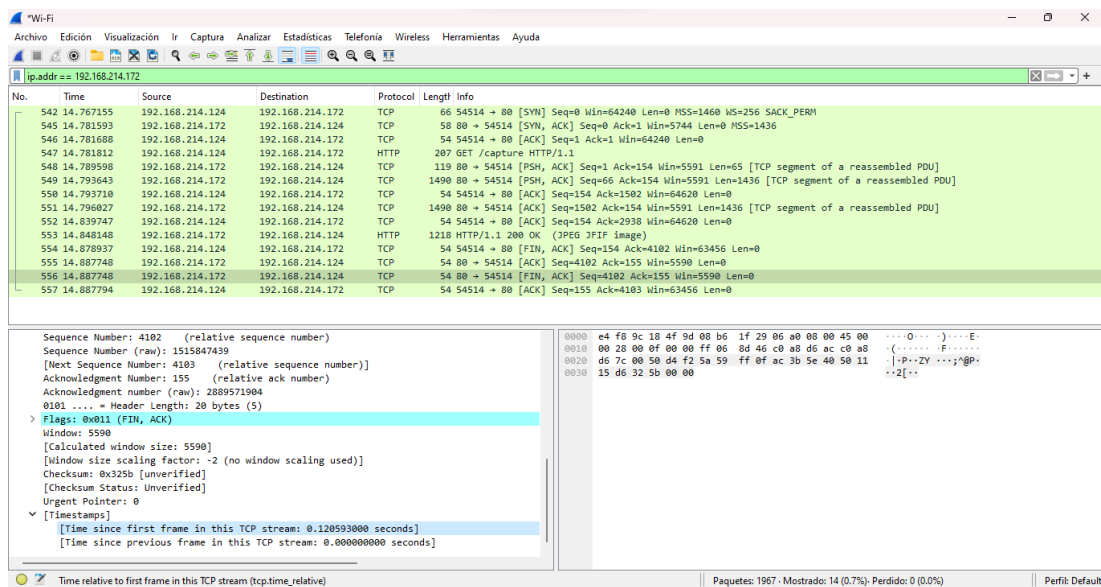 *Wi-Fi
Archivo Edición Visualización Ir Captura Analizar Estadísticas Telefonía Wireless Herramientas Ayuda
ip.addr == 192.168.214.172
No. Time Source Destination Protocol Length Info
542 14.767155 192.168.214.124 192.168.214.172 TCP 66 54514 → 80 [SYN] Seq=0 Win=64240 Len=0 MSS=1460 WS=256 SACK_PERM
545 14.781593 192.168.214.172 192.168.214.124 TCP 58 80 → 54514 [SYN, ACK] Seq=0 Ack=1 Win=5744 Len=0 MSS=1436
546 14.781688 192.168.214.124 192.168.214.172 TCP 54 54514 → 80 [ACK] Seq=1 Ack=1 Win=64240 Len=0
547 14.781812 192.168.214.124 192.168.214.172 HTTP 207 GET /capture HTTP/1.1
548 14.789598 192.168.214.172 192.168.214.124 TCP 119 80 → 54514 [PSH, ACK] Seq=1 Ack=154 Win=5591 Len=65 [TCP segment of a reassembled PDU]
549 14.793643 192.168.214.172 192.168.214.124 TCP 1490 80 → 54514 [PSH, ACK] Seq=66 Ack=154 Win=5591 Len=1436 [TCP segment of a reassembled PDU]
550 14.793710 192.168.214.124 192.168.214.172 TCP 54 54514 → 80 [ACK] Seq=154 Ack=1502 Win=64620 Len=0
551 14.796027 192.168.214.172 192.168.214.124 TCP 1490 80 → 54514 [PSH, ACK] Seq=1502 Ack=154 Win=5591 Len=1436 [TCP segment of a reassembled PDU]
552 14.839747 192.168.214.124 192.168.214.172 TCP 54 54514 → 80 [ACK] Seq=154 Ack=2938 Win=64620 Len=0
553 14.848148 192.168.214.172 192.168.214.124 HTTP 1218 HTTP/1.1 200 OK (JPEG JFIF image)
554 14.878937 192.168.214.124 192.168.214.172 TCP 54 54514 → 80 [FIN, ACK] Seq=154 Ack=4102 Win=63456 Len=0
555 14.887748 192.168.214.172 192.168.214.124 TCP 54 80 → 54514 [ACK] Seq=4102 Ack=155 Win=5590 Len=0
556 14.887748 192.168.214.172 192.168.214.124 TCP 54 80 → 54514 [FIN, ACK] Seq=4102 Ack=155 Win=5590 Len=0
557 14.887794 192.168.214.124 192.168.214.172 TCP 54 54514 → 80 [ACK] Seq=155 Ack=4103 Win=63456 Len=0
Sequence Number: 4102 (relative sequence number)
Sequence Number (raw): 1515847439
[Next Sequence Number: 4103 (relative sequence number)]
Acknowledgment Number: 155 (relative ack number)
Acknowledgment number (raw): 2889571904
0101 .... = Header Length: 20 bytes (5)
Flags: 0x011 (FIN, ACK)
Window: 5590
[Calculated window size: 5590]
[Window size scaling factor: -2 (no window scaling used)]
Checksum: 0x325b [unverified]
[Checksum Status: Unverified]
Urgent Pointer: 0
[Timestamps]
[Time since first frame in this TCP stream: 0.120593000 seconds]
[Time since previous frame in this TCP stream: 0.000000000 seconds]
0000 e4 f8 9c 18 4f 9d 08 b6 1f 29 06 a0 08 00 45 00 ····O··· ·)····E·
0010 00 28 00 0f 00 00 ff 06 8d 46 c0 a8 d6 ac c0 a8 ·(······ ·F······
0020 d6 7c 00 50 d4 f2 5a 59 ff 0f ac 3b 5e 40 50 11 ·|·P··ZY ···;^@P·
0030 15 d6 32 5b 00 00 ··2[··
Time relative to first frame in this TCP stream (tcp.time_relative)
Paquetes: 1967 · Mostrado: 14 (0.7%) · Perdido: 0 (0.0%)
Perfil: Default